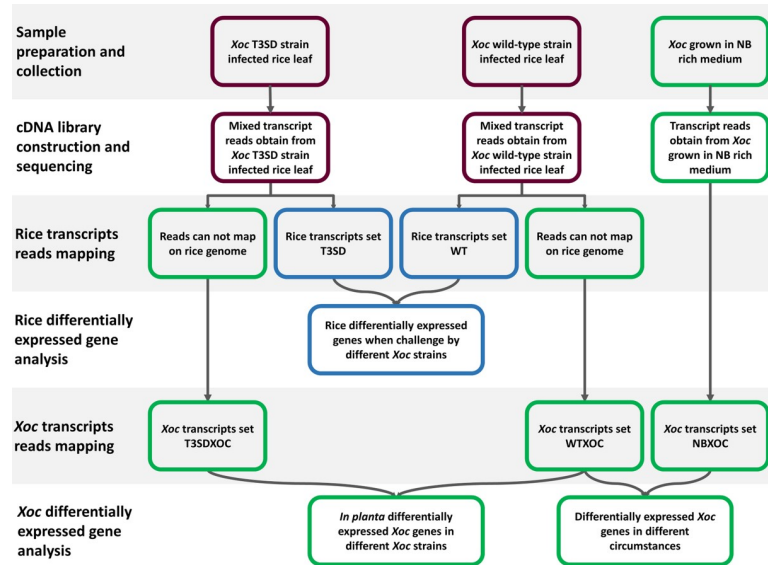 Sample
preparation and
collection
Xoc T3SD strain
infected rice leaf
Xoc wild-type strain
infected rice leaf
Xoc grown in NB
rich medium
cDNA library
construction and
sequencing
Mixed transcript
reads obtain from
Xoc T3SD strain
infected rice leaf
Mixed transcript
reads obtain from
Xoc wild-type strain
infected rice leaf
Transcript reads
obtain from Xoc
grown in NB rich
medium
Rice transcripts
reads mapping
Reads can not map
on rice genome
Rice transcripts set
T3SD
Rice transcripts set
WT
Reads can not map
on rice genome
Rice differentially
expressed gene
analysis
Rice differentially expressed
genes when challenge by
different Xoc strains
Xoc transcripts
reads mapping
Xoc transcripts set
T3SDXOC
Xoc transcripts set
WTXOC
Xoc transcripts set
NBXOC
Xoc differentially
expressed gene
analysis
In planta differentially
expressed Xoc genes in
different Xoc strains
Differentially expressed Xoc
genes in different
circumstances